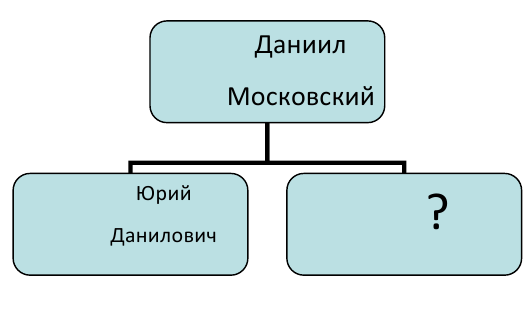 Даниил
Московский
Юрий
Данилович
?